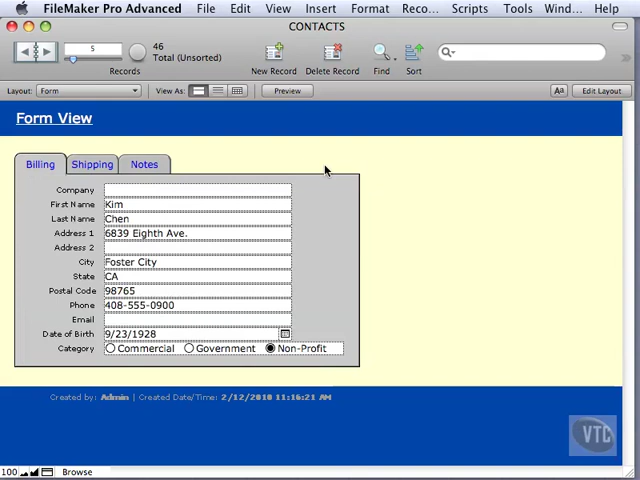 FileMaker Pro Advanced File Edit View Insert Format Reco... Scripts Tools Wind... Help
CONTACTS
5
46
Total (Unsorted)
Records
New Record
Delete Record
Find
Sort
Layout: Form
View As:
Preview
Aa
Edit Layout
Form View
Billing Shipping Notes
Company
First Name Kim
Last Name Chen
Address 1 6839 Eighth Ave.
Address 2
City Foster City
State CA
Postal Code 98765
Phone 408-555-0900
Email
Date of Birth 9/23/1928
Category Commercial Government Non-Profit
Created by: Admin | Created Date/Time: 2/12/2010 11:16:21 AM
VTC
100 Browse